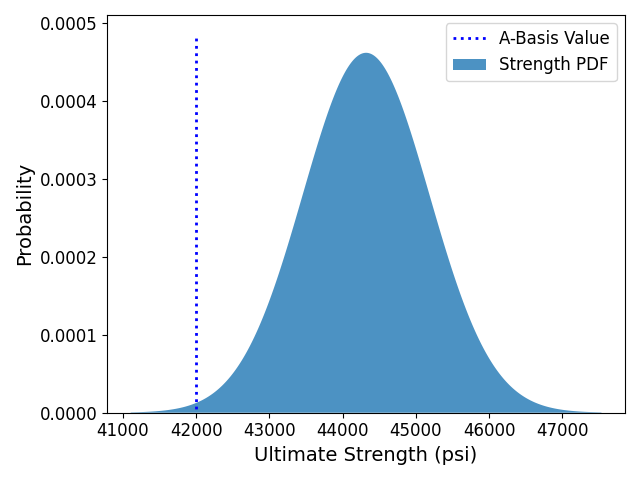 0.0005
0.0004
0.0003
0.0002
0.0001
0.0000
Probability
A-Basis Value
Strength PDF
41000 42000 43000 44000 45000 46000 47000
Ultimate Strength (psi)